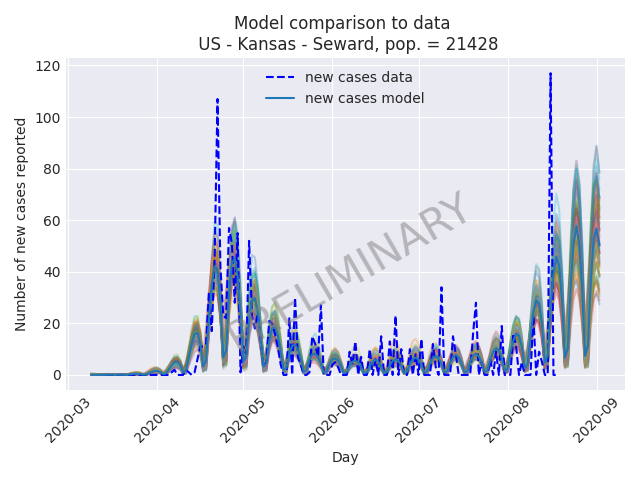 Model comparison to data
US - Kansas - Seward, pop. = 21428
new cases data
new cases model
PRELIMINARY
Number of new cases reported
120
100
80
60
40
20
0
2020-03
2020-04
2020-05
2020-06
2020-07
2020-08
2020-09
Day